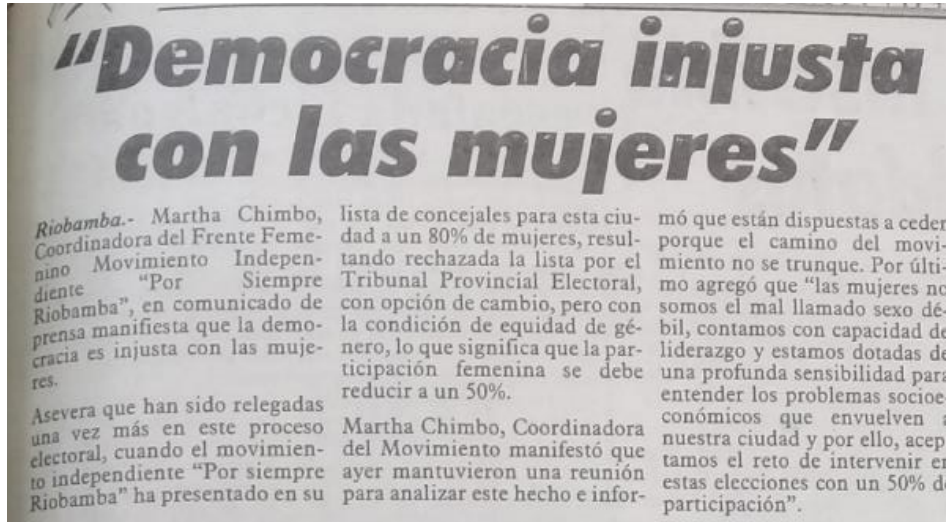 “Democracia injusta
con las mujeres”
Riobamba.- Martha Chimbo,
Coordinadora del Frente Feme-
nino Movimiento Indepen-
diente “Por Siempre
Riobamba”, en comunicado de
prensa manifiesta que la demo-
cracia es injusta con las muje-
res.
Asevera que han sido relegadas
una vez más en este proceso
electoral, cuando el movimien-
to independiente “Por siempre
Riobamba” ha presentado en su
lista de concejales para esta ciu-
dad a un 80% de mujeres, resul-
tando rechazada la lista por el
Tribunal Provincial Electoral,
con opción de cambio, pero con
la condición de equidad de gé-
nero, lo que significa que la par-
ticipación femenina se debe
reducir a un 50%.
Martha Chimbo, Coordinadora
del Movimiento manifestó que
ayer mantuvieron una reunión
para analizar este hecho e infor-
mó que están dispuestas a ceder
porque el camino del movi-
miento no se trunque. Por últi-
mo agregó que “las mujeres no
somos el mal llamado sexo dé-
bil, contamos con capacidad de
liderazgo y estamos dotadas de
una profunda sensibilidad para
entender los problemas socioe-
conómicos que envuelven a
nuestra ciudad y por ello, acep-
tamos el reto de intervenir en
estas elecciones con un 50% de
participación”.